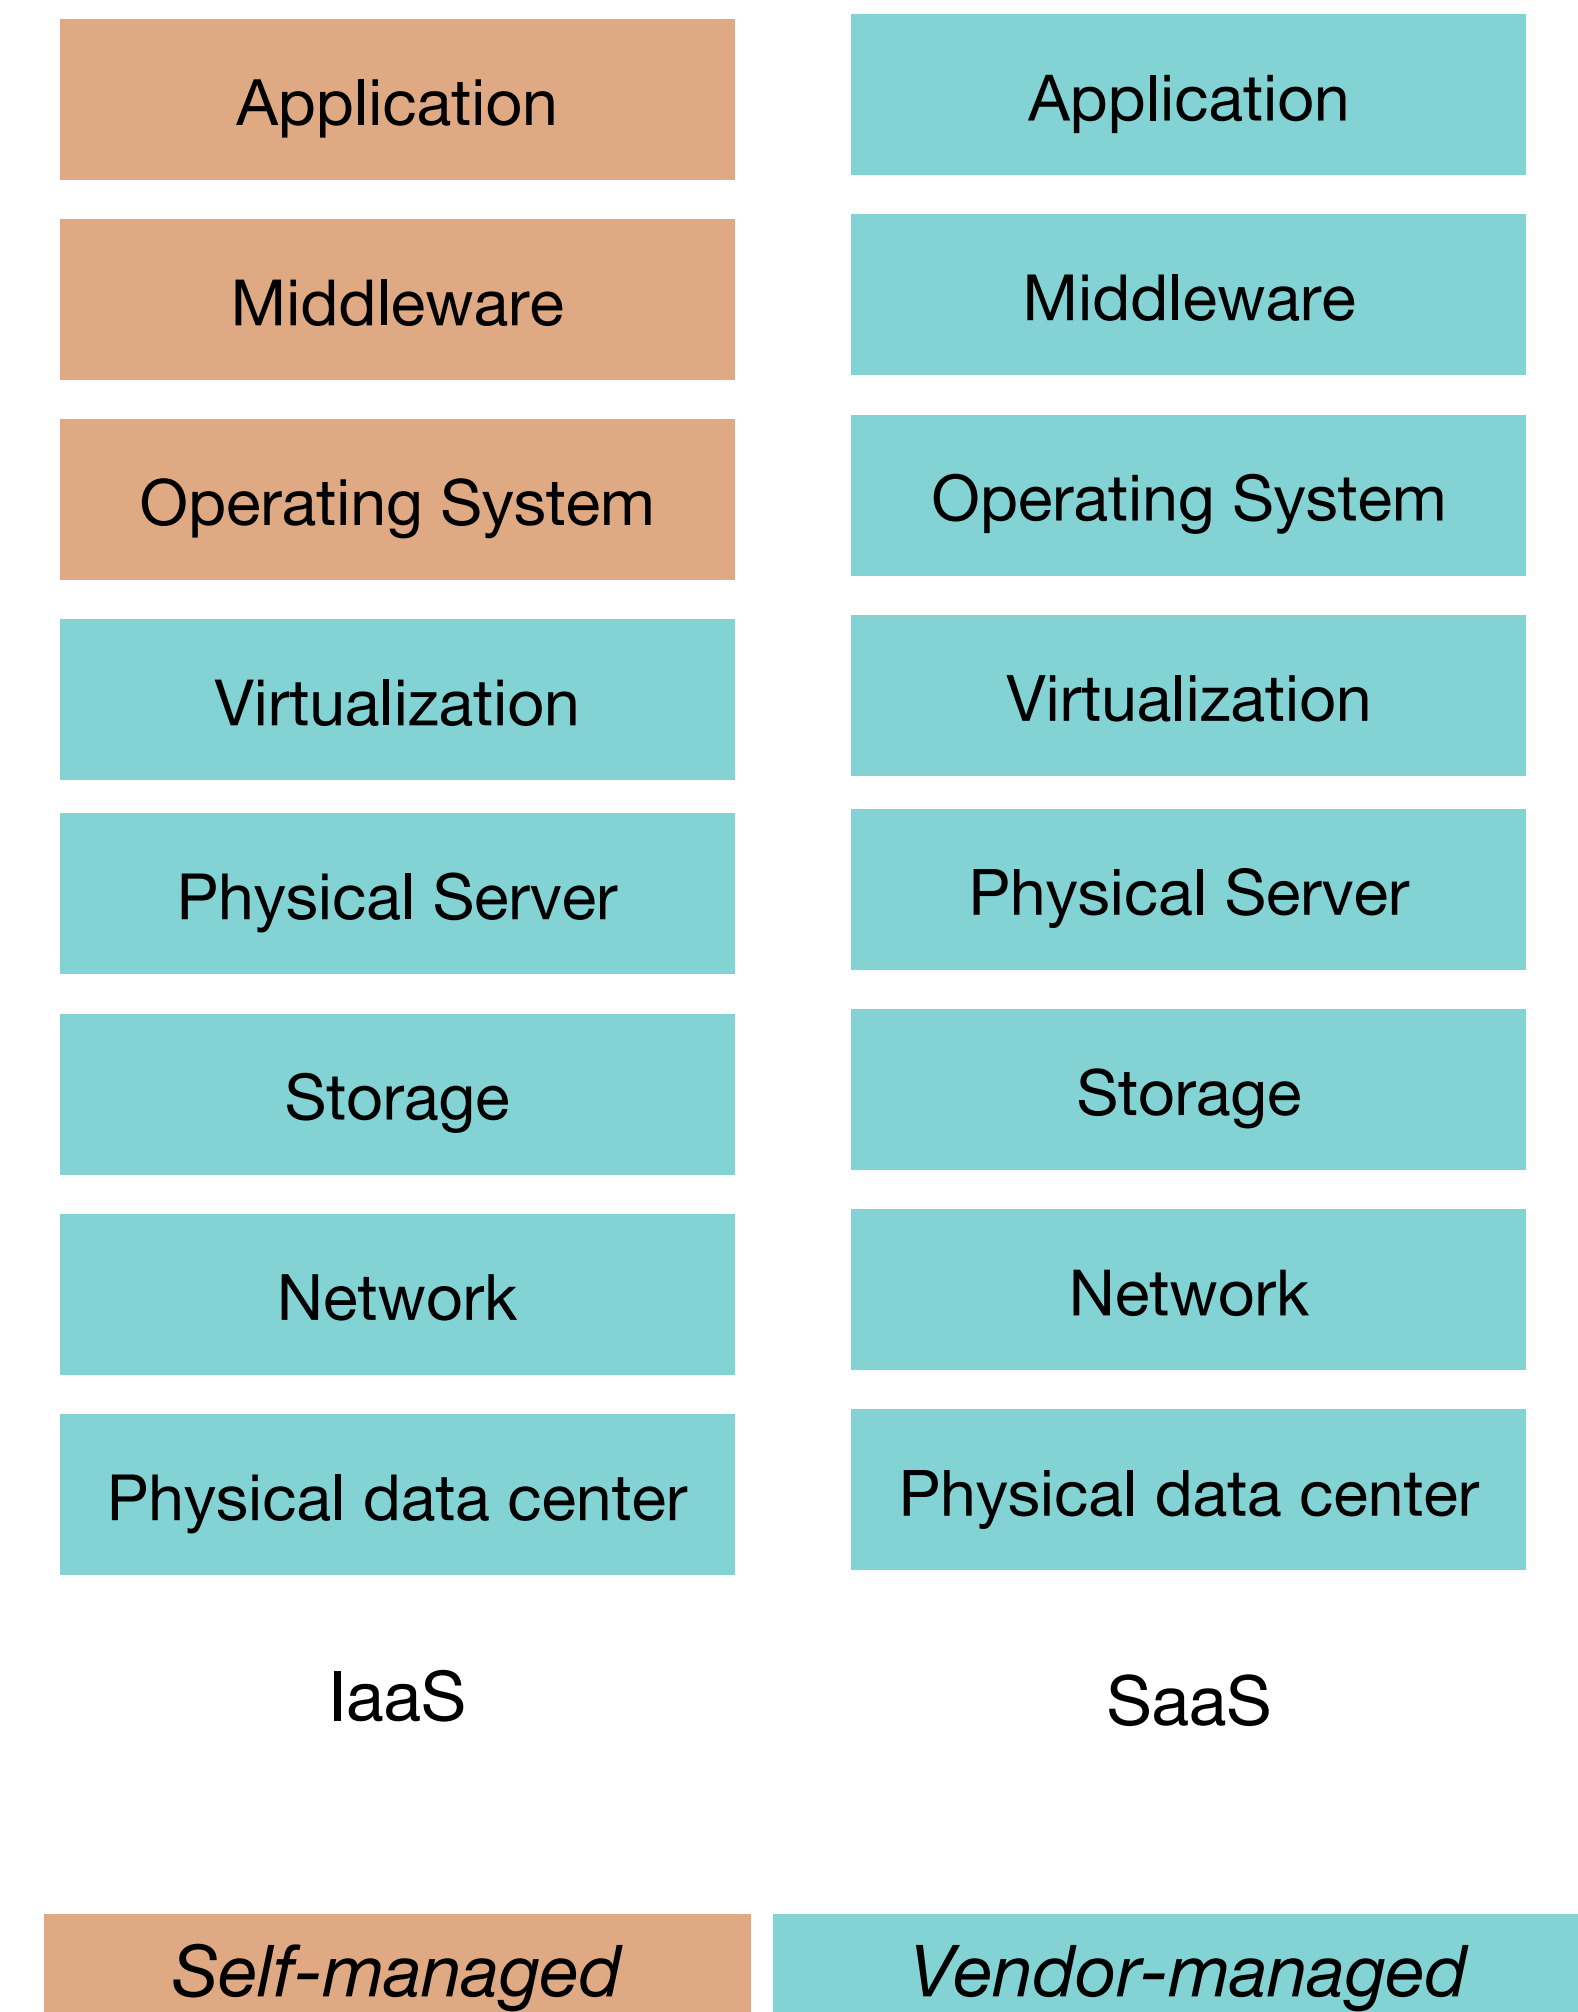 Application
Middleware
Operating System
Virtualization
Physical Server
Storage
Network
Physical data center
IaaS
Application
Middleware
Operating System
Virtualization
Physical Server
Storage
Network
Physical data center
SaaS
Self-managed
Vendor-managed